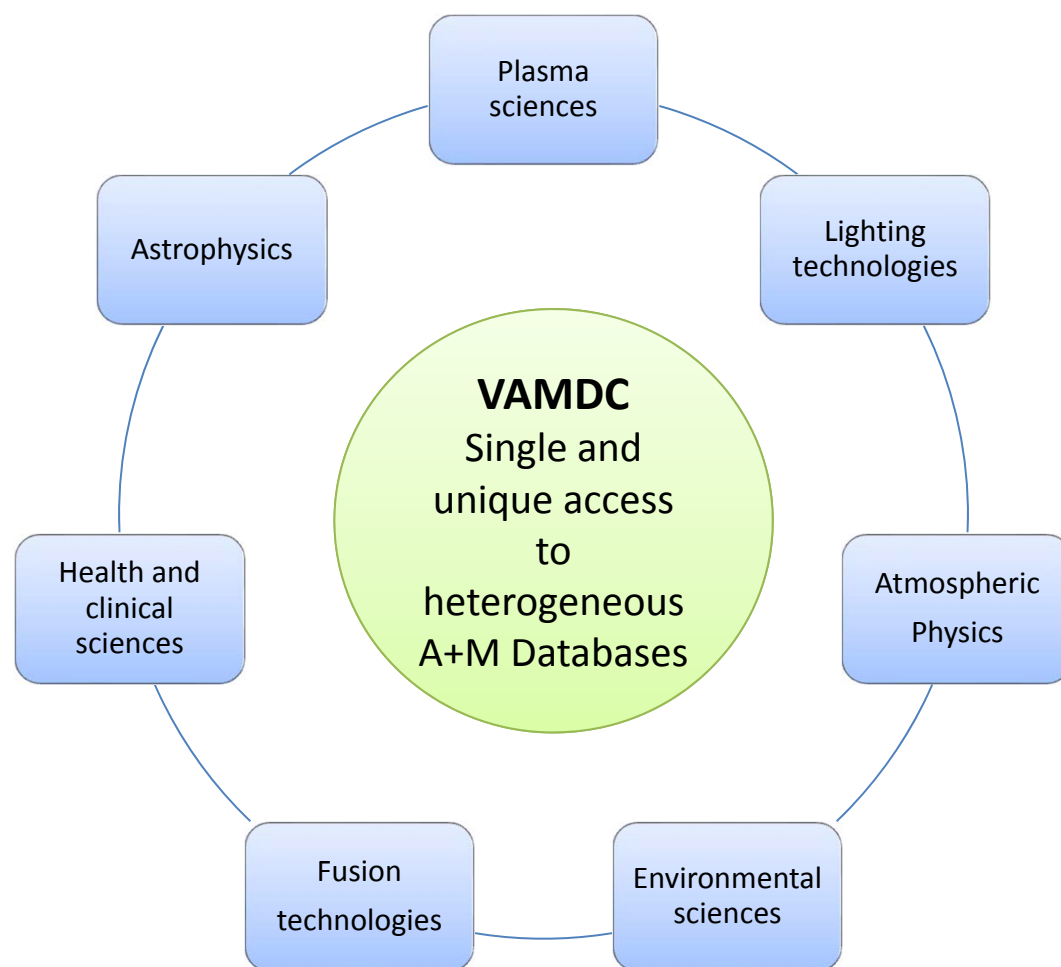 Plasma
sciences
Lighting
technologies
Atmospheric
Physics
Environmental
sciences
Fusion
technologies
Health and
clinical
sciences
Astrophysics
VAMDC
Single and
unique access
to
heterogeneous
A+M Databases